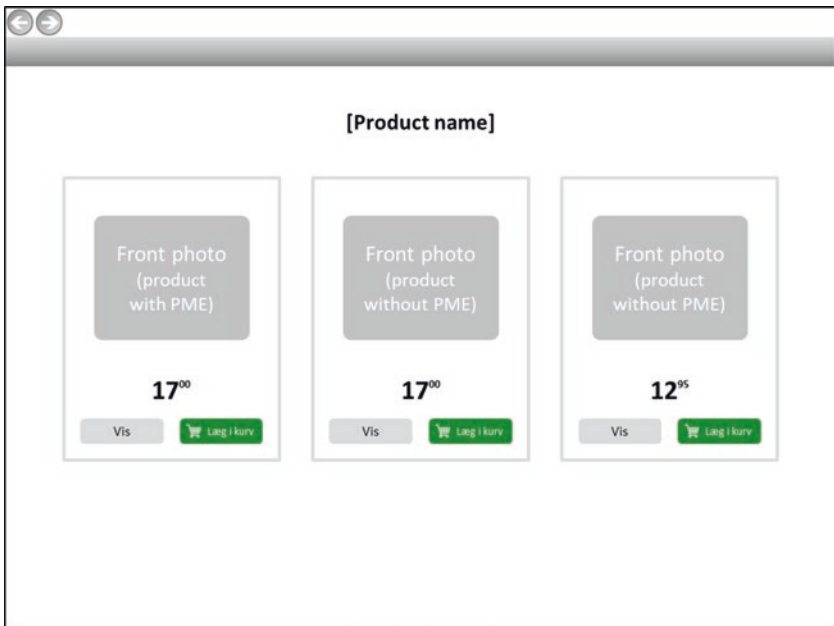 [Product name]
Front photo
(product
with PME)
17⁰⁰
Vis
Læg i kurv
Front photo
(product
without PME)
17⁰⁰
Vis
Læg i kurv
Front photo
(product
without PME)
12⁹⁵
Vis
Læg i kurv